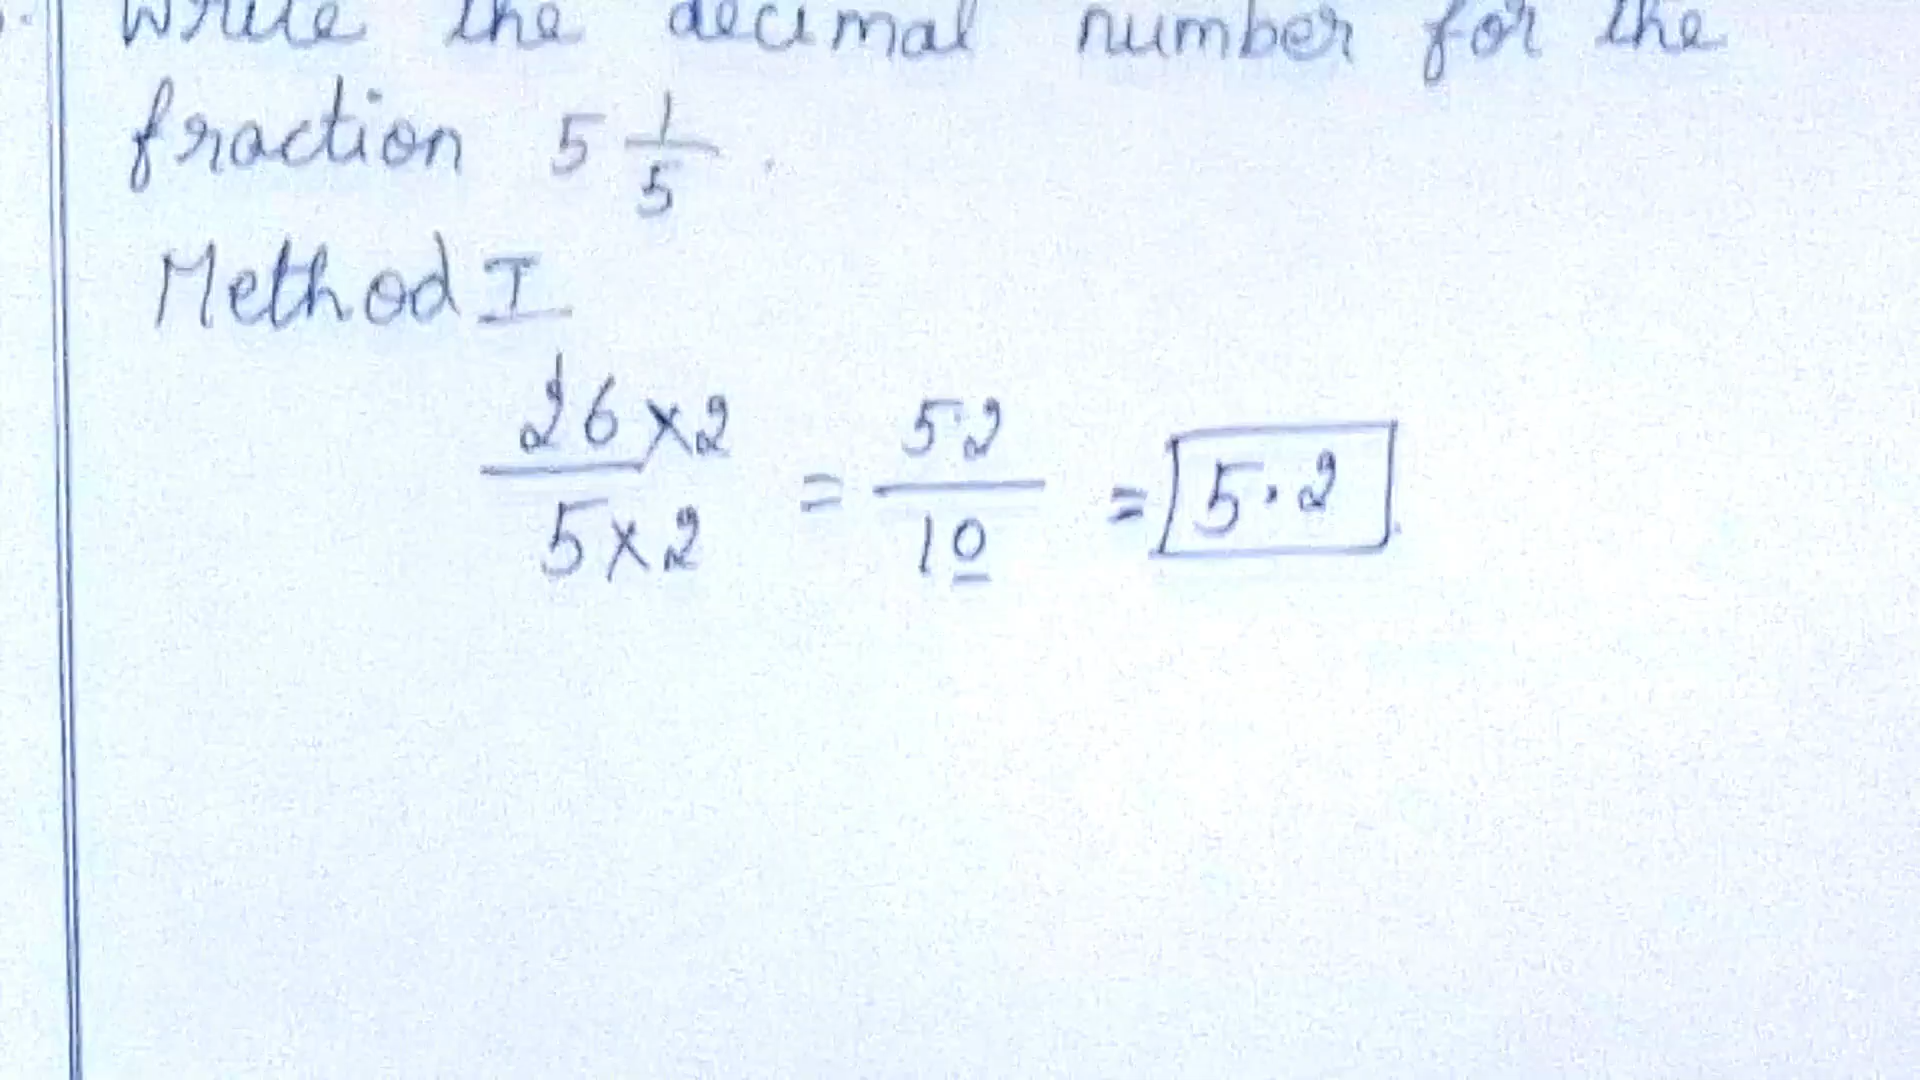 Write the decimal number for the
fraction 5 1/5.
Method I
26×2/5×2 = 52/10 = 5.2